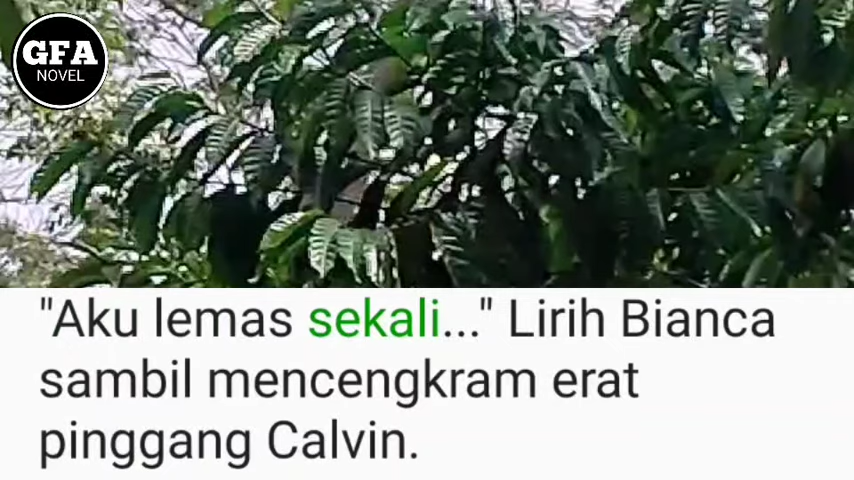 GFA
NOVEL
"Aku lemas sekali..." Lirih Bianca
sambil mencengkram erat
pinggang Calvin.